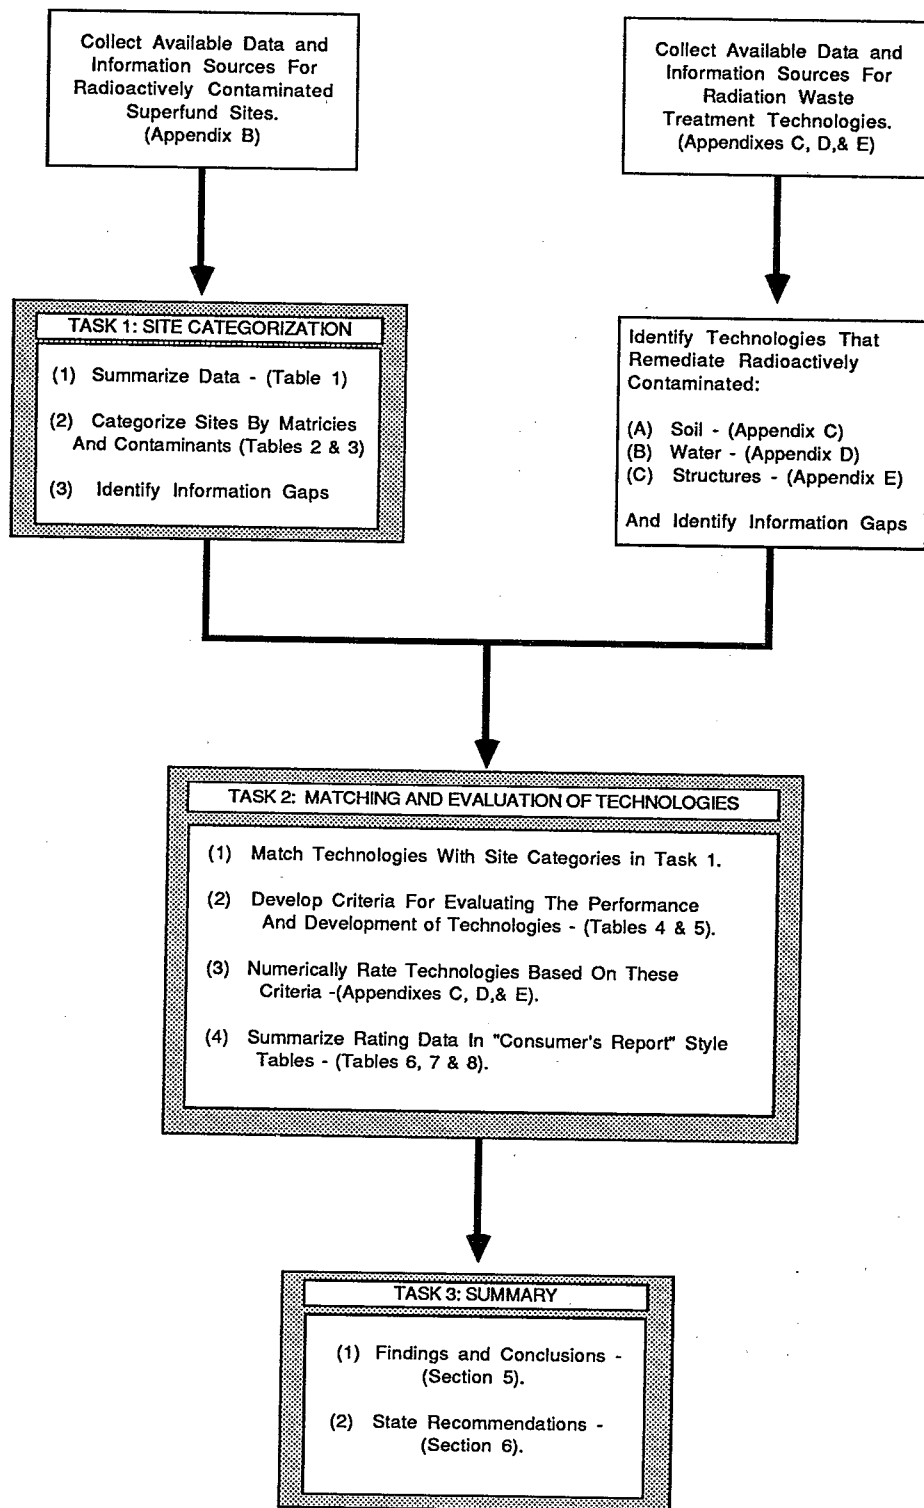 Collect Available Data and
Information Sources For
Radioactively Contaminated
Superfund Sites.
(Appendix B)
Collect Available Data and
Information Sources For
Radiation Waste
Treatment Technologies.
(Appendixes C, D,& E)
TASK 1: SITE CATEGORIZATION
(1) Summarize Data - (Table 1)
(2) Categorize Sites By Matricies
And Contaminants (Tables 2 & 3)
(3) Identify Information Gaps
Identify Technologies That
Remediate Radioactively
Contaminated:
(A) Soil - (Appendix C)
(B) Water - (Appendix D)
(C) Structures - (Appendix E)
And Identify Information Gaps
TASK 2: MATCHING AND EVALUATION OF TECHNOLOGIES
(1) Match Technologies With Site Categories in Task 1.
(2) Develop Criteria For Evaluating The Performance
And Development of Technologies - (Tables 4 & 5).
(3) Numerically Rate Technologies Based On These
Criteria -(Appendixes C, D,& E).
(4) Summarize Rating Data In "Consumer's Report" Style
Tables - (Tables 6, 7 & 8).
TASK 3: SUMMARY
(1) Findings and Conclusions -
(Section 5).
(2) State Recommendations -
(Section 6).